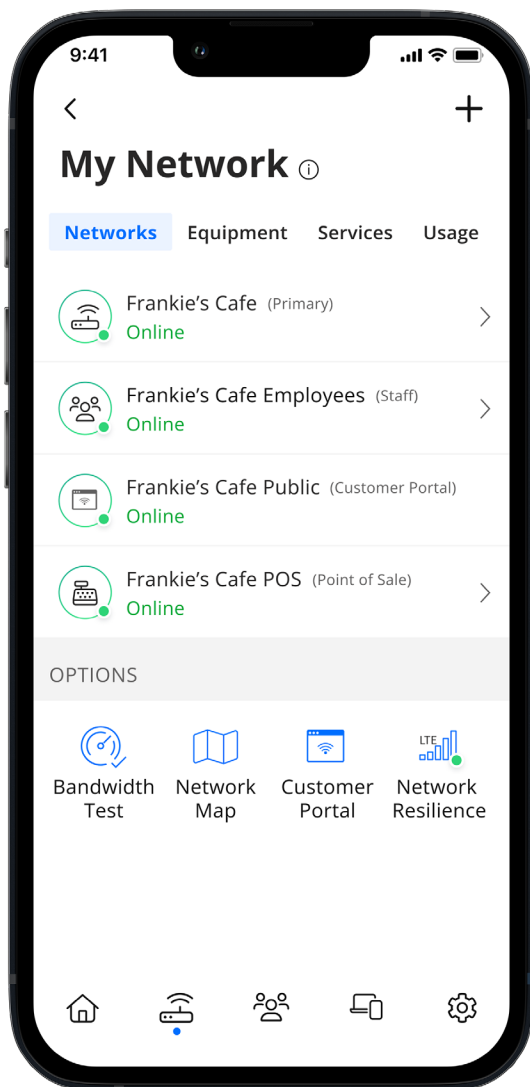 9:41
My Network
Networks Equipment Services Usage
Frankie’s Cafe (Primary)
Online
Frankie’s Cafe Employees (Staff)
Online
Frankie’s Cafe Public (Customer Portal)
Online
Frankie’s Cafe POS (Point of Sale)
Online
OPTIONS
LTE
Bandwidth Test
Network Map
Customer Portal
Network Resilience